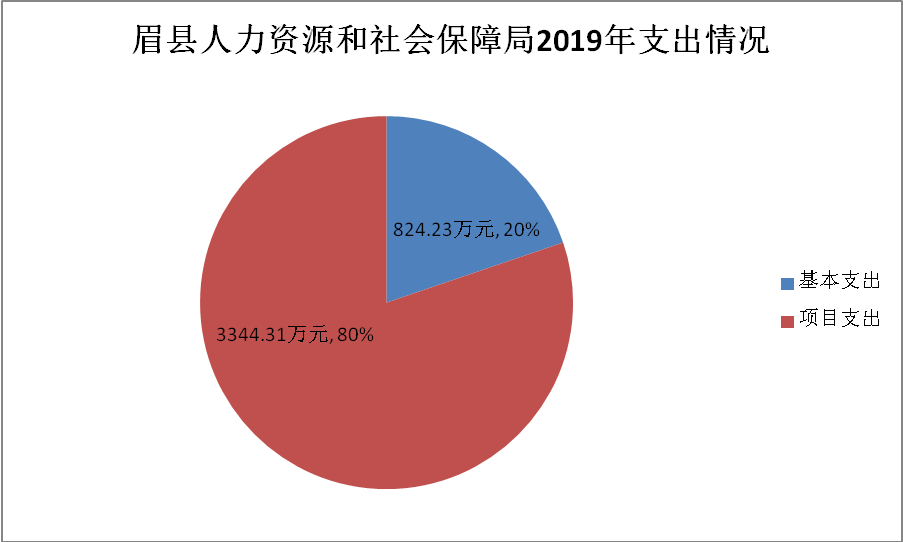 眉县人力资源和社会保障局2019年支出情况
824.23万元, 20%
3344.31万元, 80%
基本支出
项目支出